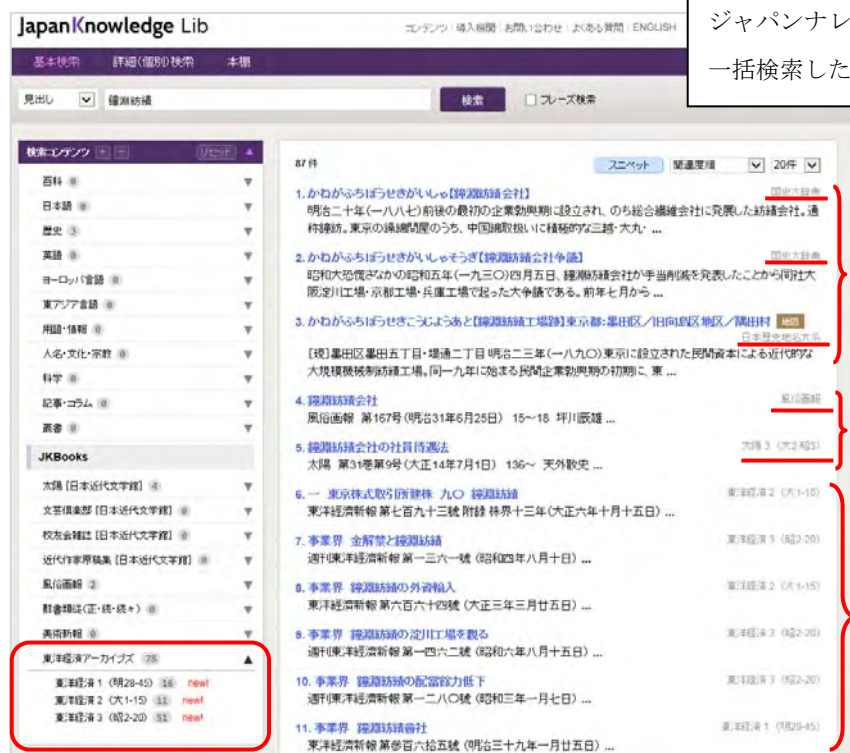 JapanKnowledge Lib
コンテンツ 導入機関 お問い合わせ よくある質問 ENGLISH
ジャパンナレ
一括検索した
基本検索 詳細(個別)検索 本棚
見出し 鐘淵紡績 検索 フレーズ検索
検索コンテンツ リセット
百科 0
日本語 0
歴史 3
英語 0
ヨーロッパ言語 0
東アジア言語 0
用語・情報 0
人名・文化・宗教 0
科学 0
記事・コラム 0
叢書 0
JKBooks
太陽 [日本近代文学館] 4
文芸倶楽部 [日本近代文学館] 0
校友会雑誌 [日本近代文学館] 0
近代作家原稿集 [日本近代文学館] 0
風俗画報 2
群書類従(正・続・続々) 0
美術新報 0
東洋経済アーカイブズ 78
東洋経済 1 (明28-45) 16 new!
東洋経済 2 (大1-15) 11 new!
東洋経済 3 (昭2-20) 51 new!
87 件 スニペット 関連度順 20件
1. かねがふちぼうせきがいしゃ【鐘淵紡績会社】 国史大辞典
明治二十年(一八八七)前後の最初の企業勃興期に設立され、のち総合繊維会社に発展した紡績会社。通
称鐘紡。東京の繰綿問屋のうち、中国綿取扱いに積極的な三越・大丸・ ...
2. かねがふちぼうせきがいしゃそうぎ【鐘淵紡績会社争議】 国史大辞典
昭和大恐慌さなかの昭和五年(一九三〇)四月五日、鐘淵紡績会社が手当削減を発表したことから同社大
阪淀川工場・京都工場・兵庫工場で起った大争議である。前年七月から ...
3. かねがふちぼうせきこうじょうあと【鐘淵紡績工場跡】東京都:墨田区/旧向島区地区/隅田村 地図
日本歴史地名大系
[現]墨田区墨田五丁目・堤通二丁目 明治二三年(一八九〇)東京に設立された民間資本による近代的な
大規模機械制紡績工場。同一九年に始まる民間企業勃興期の初期に、東 ...
4. 鐘淵紡績会社 風俗画報
風俗画報 第167号(明治31年6月25日) 15~18 坪川辰雄 ...
5. 鐘淵紡績会社の社員待遇法 太陽 3 (大2-昭3)
太陽 第31巻第9号(大正14年7月1日) 136~ 天外散史 ...
6. 一 東京株式取引所建株 九〇 鐘淵紡績 東洋経済 2 (大1-15)
東洋経済新報 第七百九十三號 附録 株界十三年(大正六年十月十五日) ...
7. 事業界 金解禁と鐘淵紡績 東洋経済 3 (昭2-20)
週刊東洋経済新報 第一三六一號 (昭和四年八月十日) ...
8. 事業界 鐘淵紡績の外資輸入 東洋経済 2 (大1-15)
東洋経済新報 第六百六十四號 (大正三年三月廿五日) ...
9. 事業界 鐘淵紡績の淀川工場を観る 東洋経済 3 (昭2-20)
週刊東洋経済新報 第一四六二號 (昭和六年八月十五日) ...
10. 事業界 鐘淵紡績の配當餘力低下 東洋経済 3 (昭2-20)
週刊東洋経済新報 第一二八〇號 (昭和三年一月七日) ...
11. 事業界 鐘淵紡績會社 東洋経済 1 (明28-45)
東洋経済新報 第参百六拾五號 (明治三十九年一月廿五日) ...